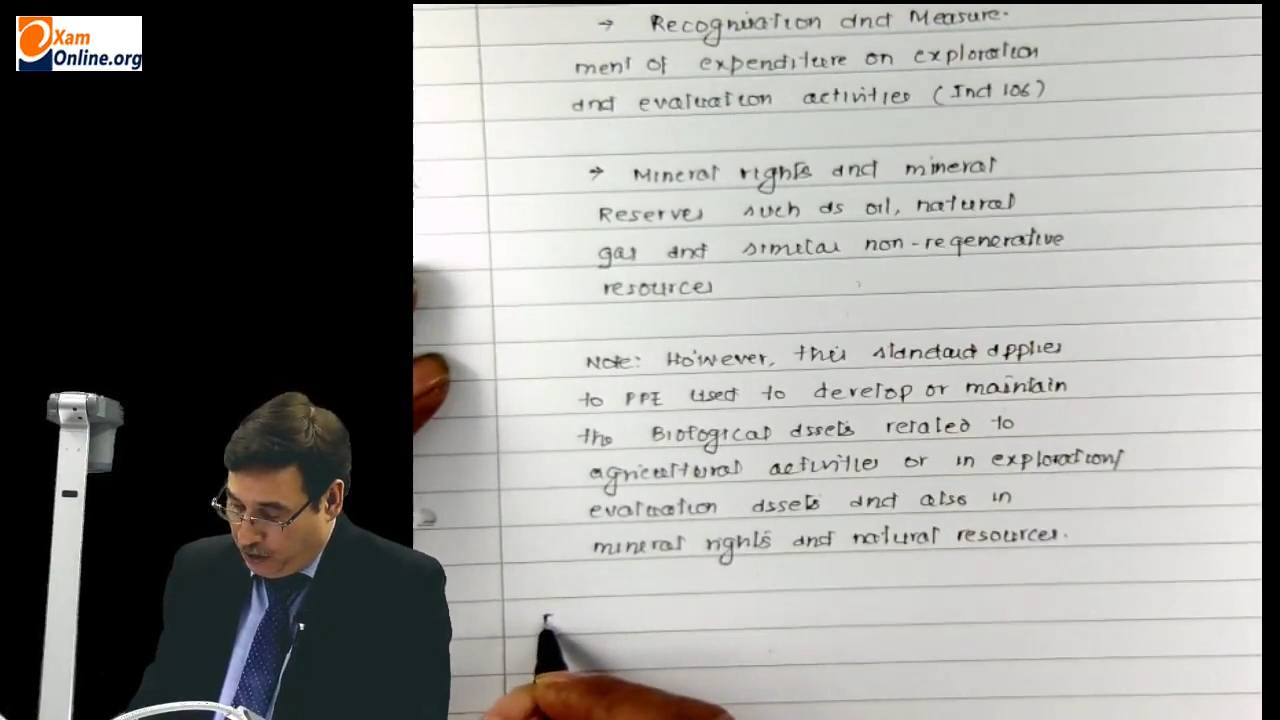 Xam
Online.org
→ Recognisation and Measure-
ment of expenditure on exploration
and evaluation activities (Ind 106)
→ Mineral rights and mineral
Reserves such as oil, natural
gas and similar non-regenerative
resources
Note: However, this standard applies
to PPE used to develop or maintain
the Biological assets related to
agricultural activities or in exploration/
evaluation assets and also in
mineral rights and natural resources.